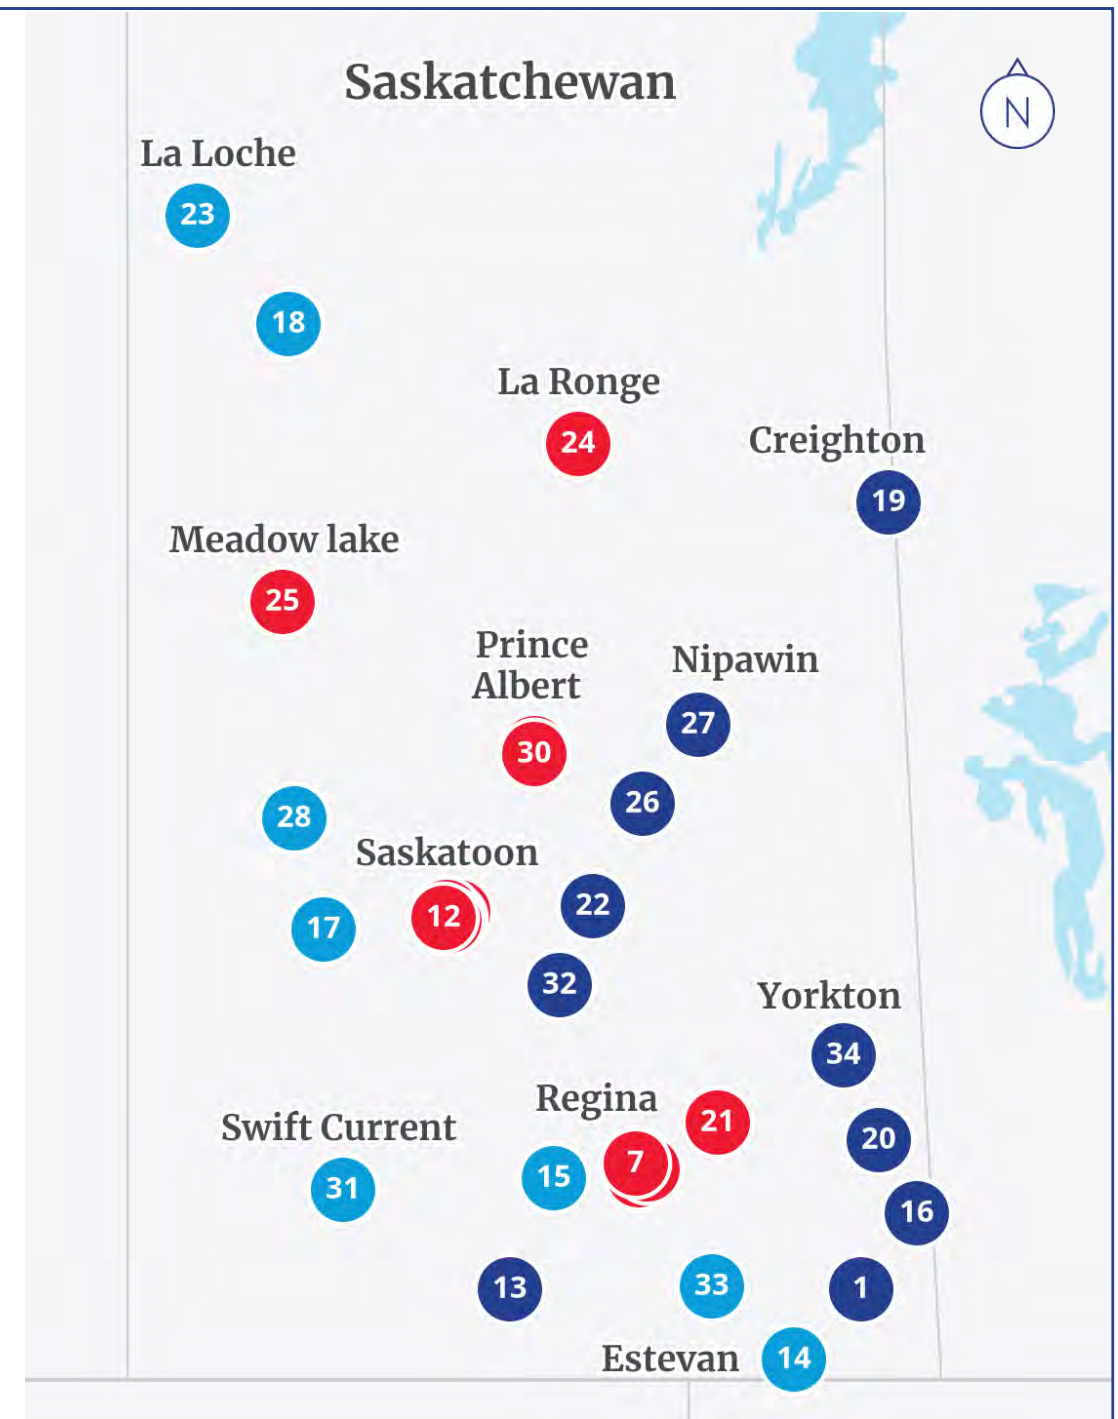 Saskatchewan
N
La Loche
23
18
La Ronge
24
Creighton
19
Meadow lake
25
Prince
Albert
30
Nipawin
27
26
28
Saskatoon
12
22
17
32
Yorkton
34
Regina
21
20
Swift Current
7
15
31
16
13
33
1
Estevan
14